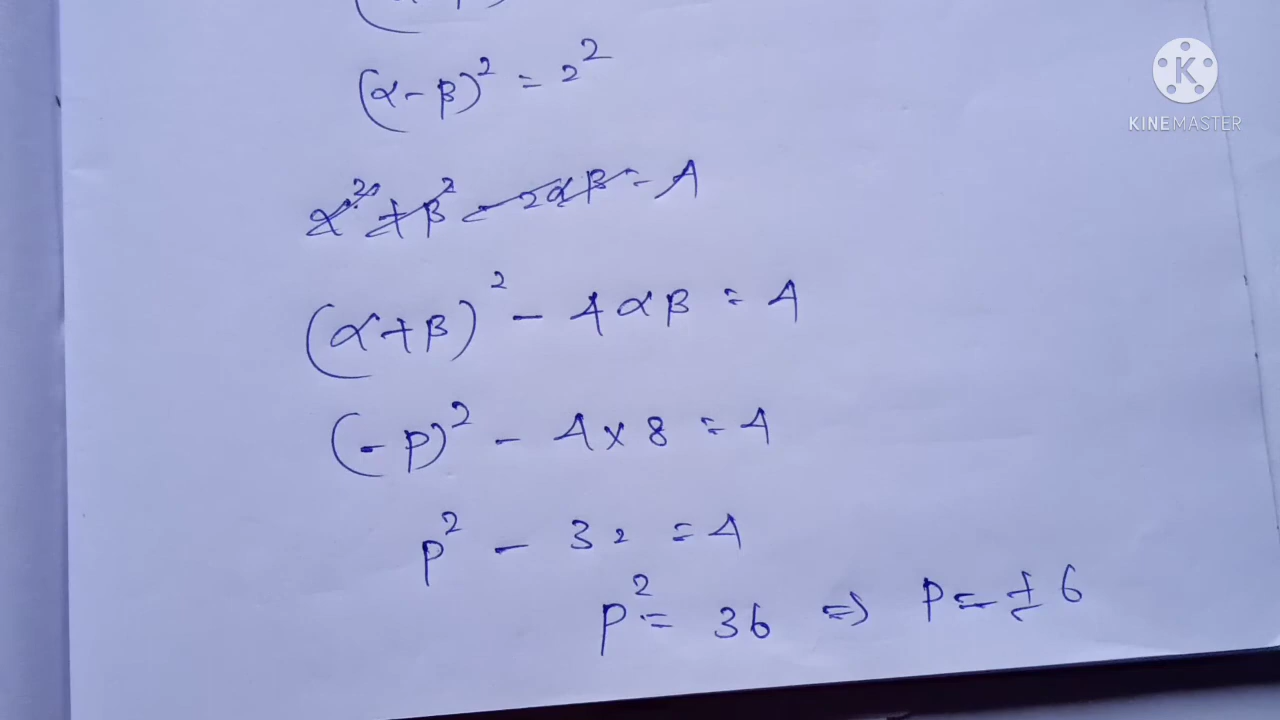 (α-β)² = 2²
α²+β²-2αβ=4
(α+β)² - 4αβ = 4
(-p)² - 4×8 = 4
p² - 32 = 4
p² = 36 ⇒ p = ±6
KINEMASTER